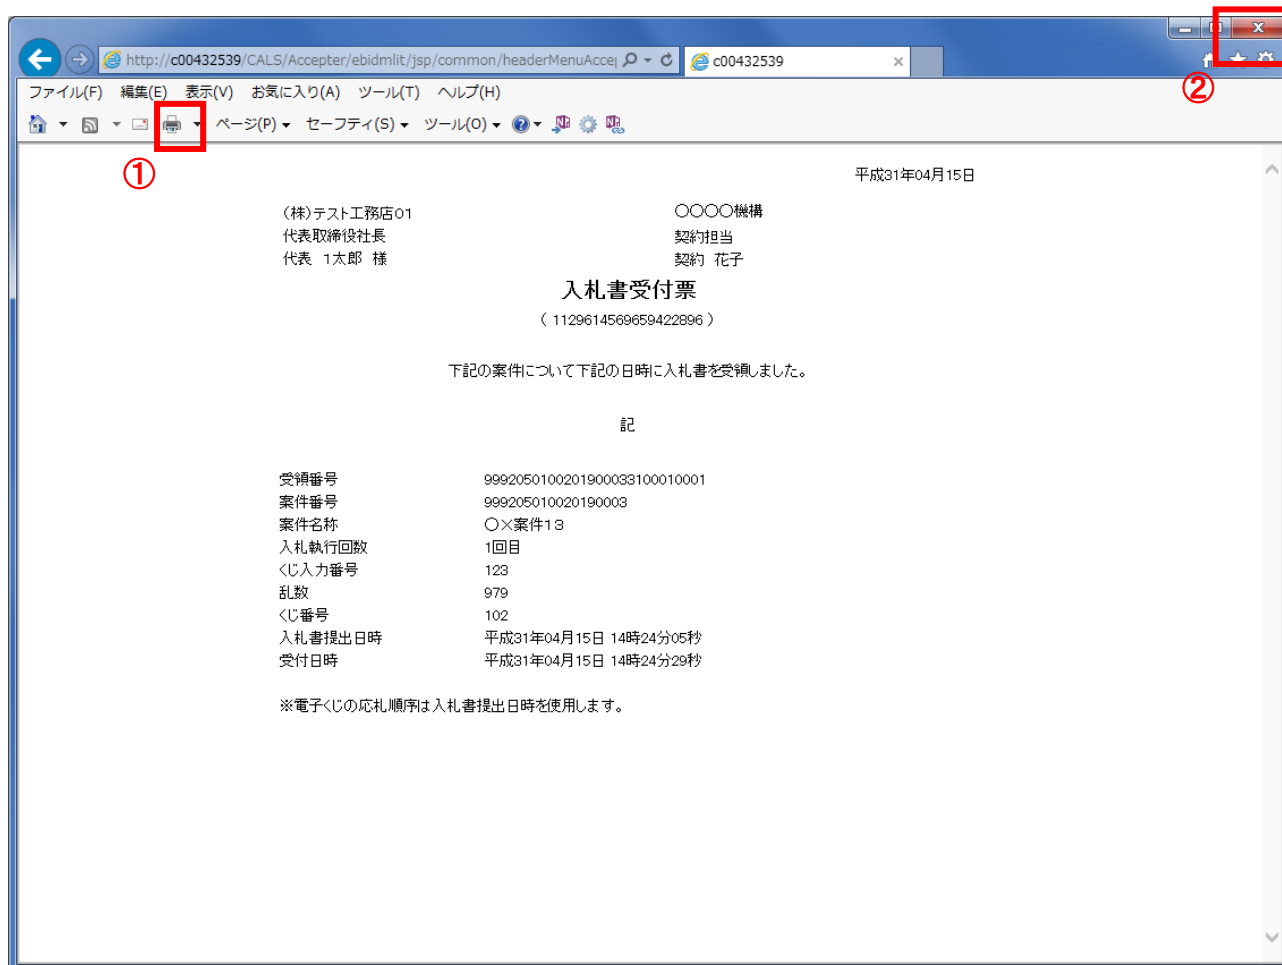 http://c00432539/CALS/Accepter/ebidmlit/jsp/common/headerMenuAccep
c00432539
ファイル(F) 編集(E) 表示(V) お気に入り(A) ツール(T) ヘルプ(H)
②
ページ(P) セーフティ(S) ツール(O)
①
平成31年04月15日
(株)テスト工務店01 〇〇〇〇機構
代表取締役社長 契約担当
代表 1太郎 様 契約 花子
入札書受付票
( 1129614569659422896 )
下記の案件について下記の日時に入札書を受領しました。
記
受領番号 9992050100201900033100010001
案件番号 999205010020190003
案件名称 〇×案件13
入札執行回数 1回目
くじ入力番号 123
乱数 979
くじ番号 102
入札書提出日時 平成31年04月15日 14時24分05秒
受付日時 平成31年04月15日 14時24分29秒
※電子くじの応札順序は入札書提出日時を使用します。